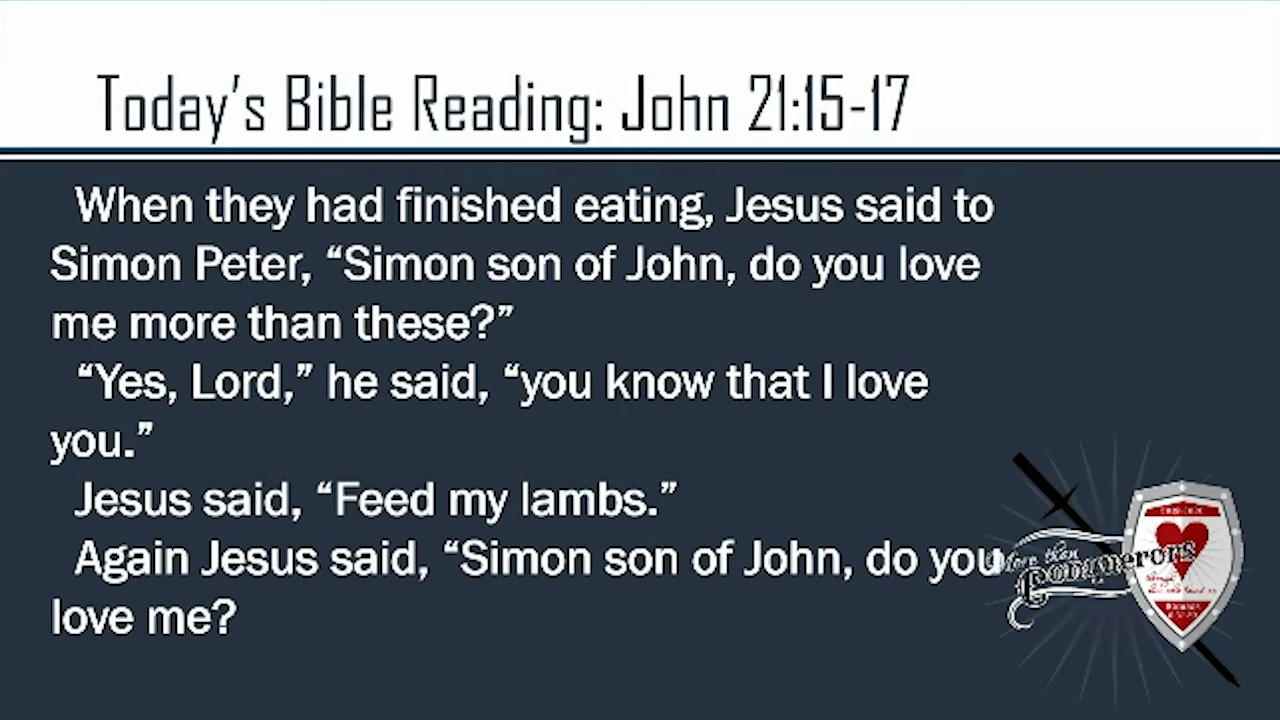 Today’s Bible Reading: John 21:15-17
When they had finished eating, Jesus said to
Simon Peter, “Simon son of John, do you love
me more than these?”
“Yes, Lord,” he said, “you know that I love
you.”
Jesus said, “Feed my lambs.”
Again Jesus said, “Simon son of John, do you
love me?
More than
Conquerors